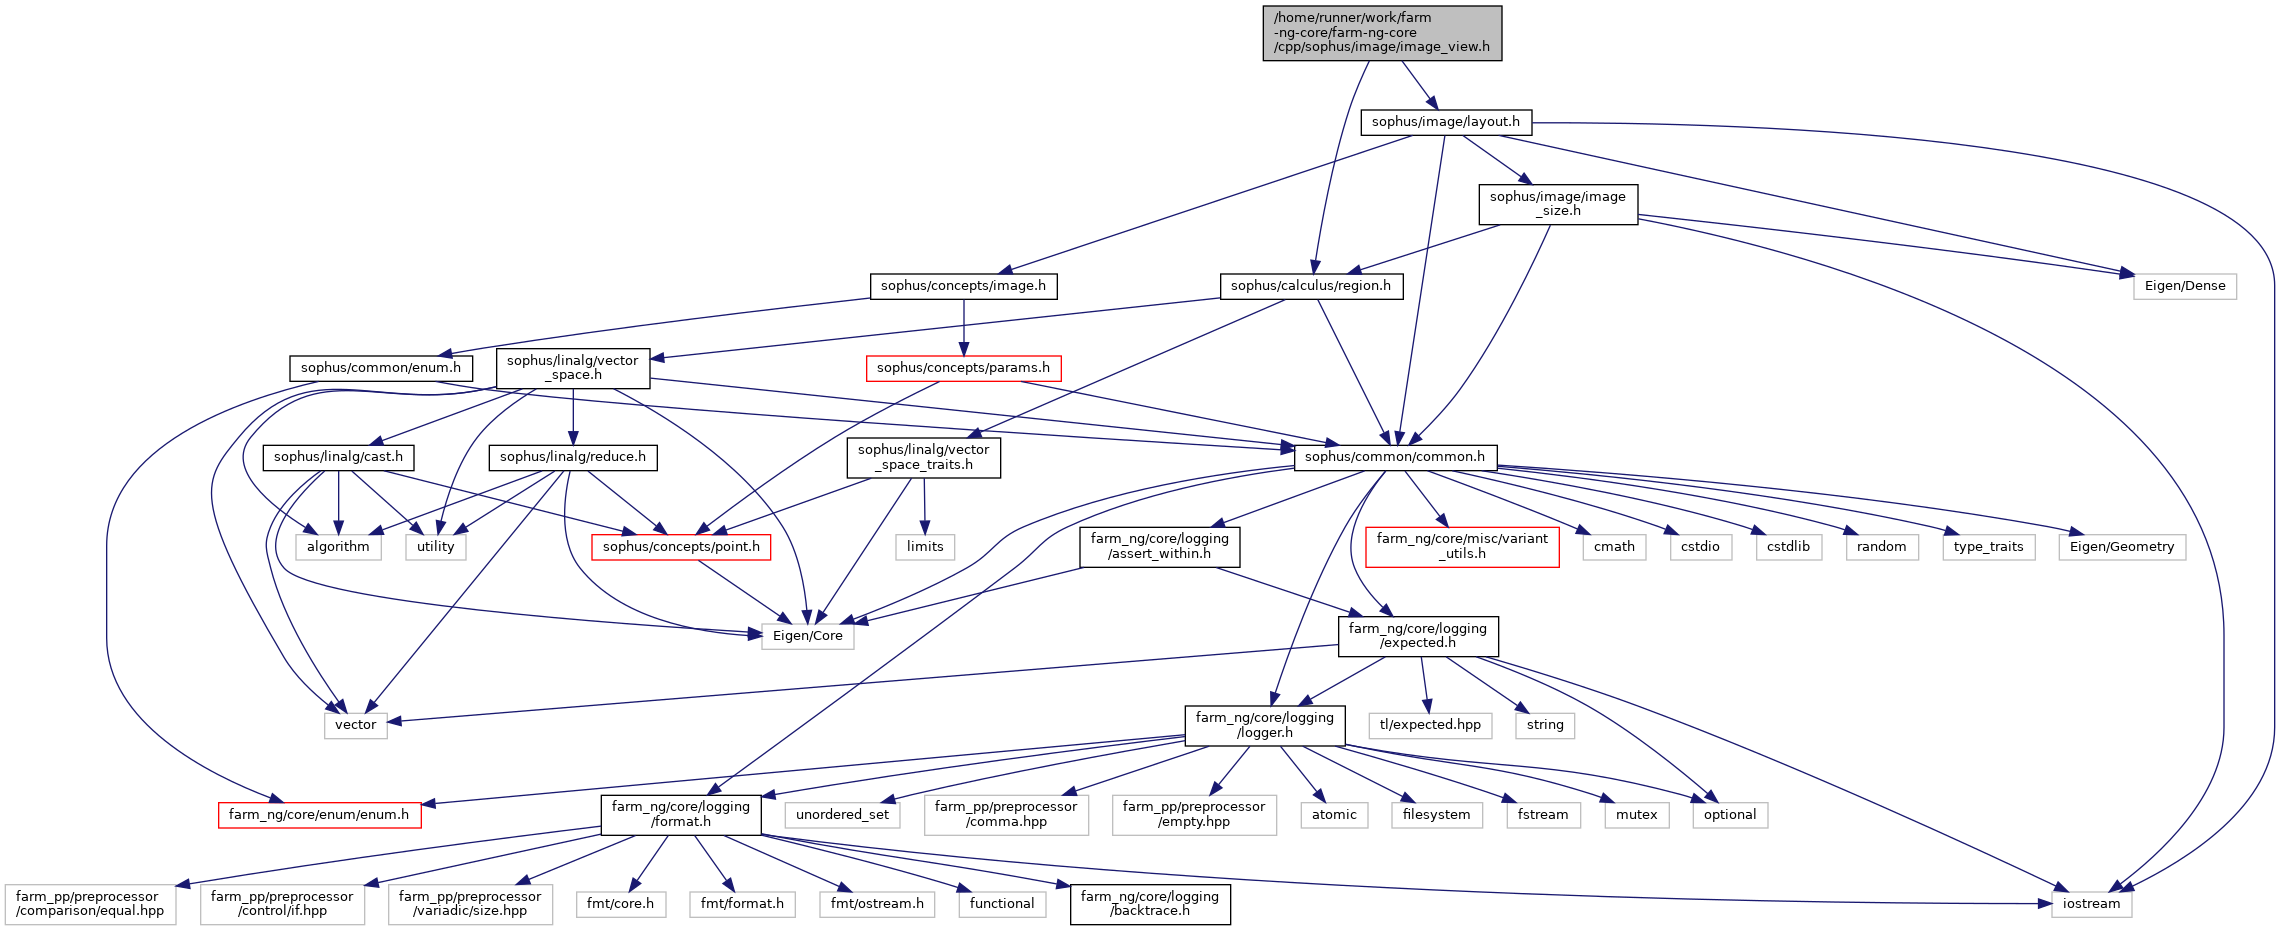 /home/runner/work/farm
-ng-core/farm-ng-core
/cpp/sophus/image/image_view.h
sophus/image/layout.h
sophus/image/image
_size.h
sophus/concepts/image.h
sophus/calculus/region.h
Eigen/Dense
sophus/common/enum.h
sophus/linalg/vector
_space.h
sophus/concepts/params.h
sophus/linalg/cast.h
sophus/linalg/reduce.h
sophus/linalg/vector
_space_traits.h
sophus/common/common.h
algorithm
utility
sophus/concepts/point.h
limits
farm_ng/core/logging
/assert_within.h
farm_ng/core/misc/variant
_utils.h
cmath
cstdio
cstdlib
random
type_traits
Eigen/Geometry
Eigen/Core
farm_ng/core/logging
/expected.h
vector
farm_ng/core/logging
/logger.h
tl/expected.hpp
string
farm_ng/core/enum/enum.h
farm_ng/core/logging
/format.h
unordered_set
farm_pp/preprocessor
/comma.hpp
farm_pp/preprocessor
/empty.hpp
atomic
filesystem
fstream
mutex
optional
farm_pp/preprocessor
/comparison/equal.hpp
farm_pp/preprocessor
/control/if.hpp
farm_pp/preprocessor
/variadic/size.hpp
fmt/core.h
fmt/format.h
fmt/ostream.h
functional
farm_ng/core/logging
/backtrace.h
iostream